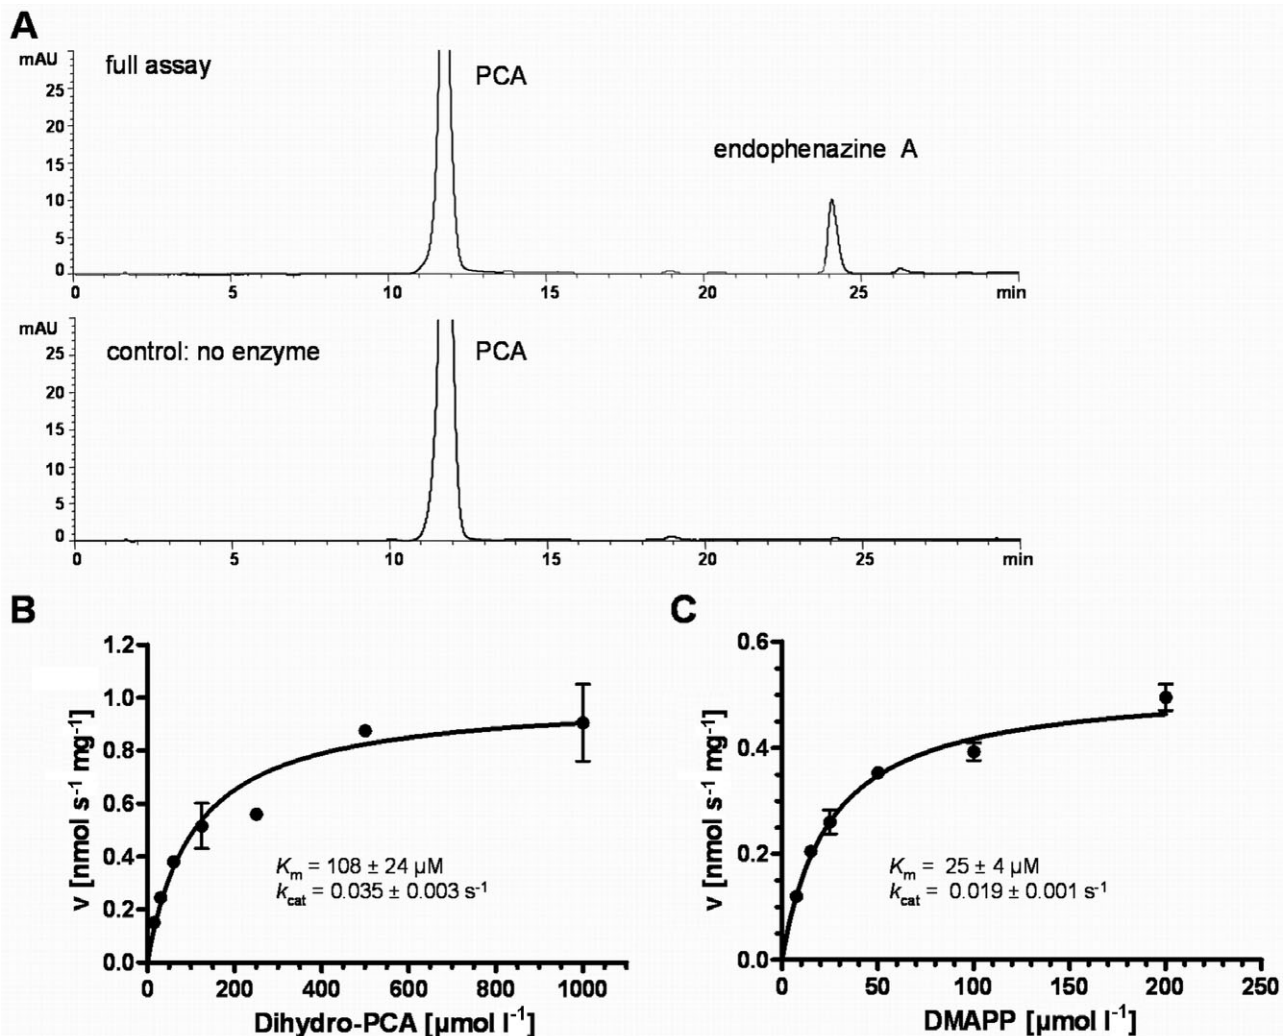 A
mAU
full assay
PCA
endophenazine A
25
20
15
10
5
0
0 5 10 15 20 25 min
mAU
control: no enzyme
PCA
25
20
15
10
5
0
0 5 10 15 20 25 min
B
v [nmol s⁻¹ mg⁻¹]
1.2
1.0
0.8
0.6
0.4
0.2
0.0
Km = 108 ± 24 µM
kcat = 0.035 ± 0.003 s⁻¹
0 200 400 600 800 1000
Dihydro-PCA [µmol l⁻¹]
C
v [nmol s⁻¹ mg⁻¹]
0.6
0.4
0.2
0.0
Km = 25 ± 4 µM
kcat = 0.019 ± 0.001 s⁻¹
0 50 100 150 200 250
DMAPP [µmol l⁻¹]